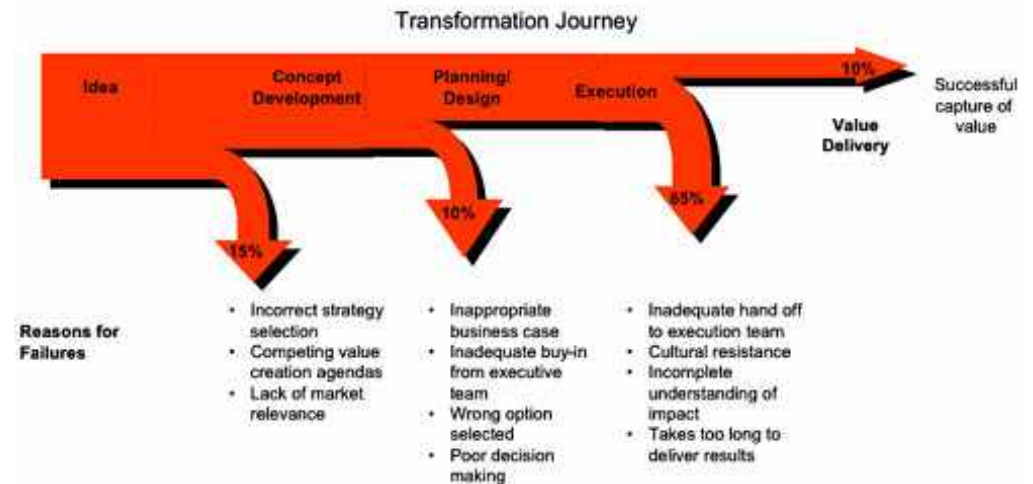 Transformation Journey
Idea
Concept
Development
Planning/
Design
Execution
10%
Successful
capture of
value
Value
Delivery
15%
10%
65%
Reasons for
Failures
• Incorrect strategy
selection
• Competing value
creation agendas
• Lack of market
relevance
• Inappropriate
business case
• Inadequate buy-in
from executive
team
• Wrong option
selected
• Poor decision
making
• Inadequate hand off
to execution team
• Cultural resistance
• Incomplete
understanding of
impact
• Takes too long to
deliver results